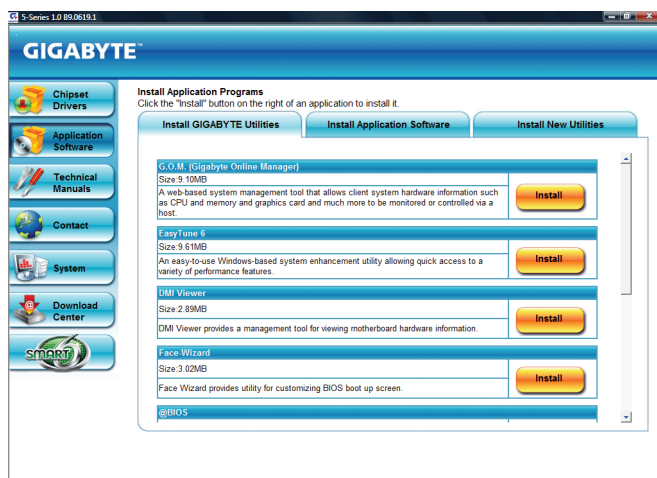 5-Series 1.0 B9.0619.1
GIGABYTE™
Chipset
Drivers
Application
Software
Technical
Manuals
Contact
System
Download
Center
SMART6
Install Application Programs
Click the "Install" button on the right of an application to install it.
Install GIGABYTE Utilities
Install Application Software
Install New Utilities
G.O.M. (Gigabyte Online Manager)
Size:9.10MB
A web-based system management tool that allows client system hardware information such
as CPU and memory and graphics card and much more to be monitored or controlled via a
host.
Install
EasyTune 6
Size:9.61MB
An easy-to-use Windows-based system enhancement utility allowing quick access to a
variety of performance features.
Install
DMI Viewer
Size:2.89MB
DMI Viewer provides a management tool for viewing motherboard hardware information.
Install
Face-Wizard
Size:3.02MB
Face Wizard provides utility for customizing BIOS boot up screen.
Install
@BIOS